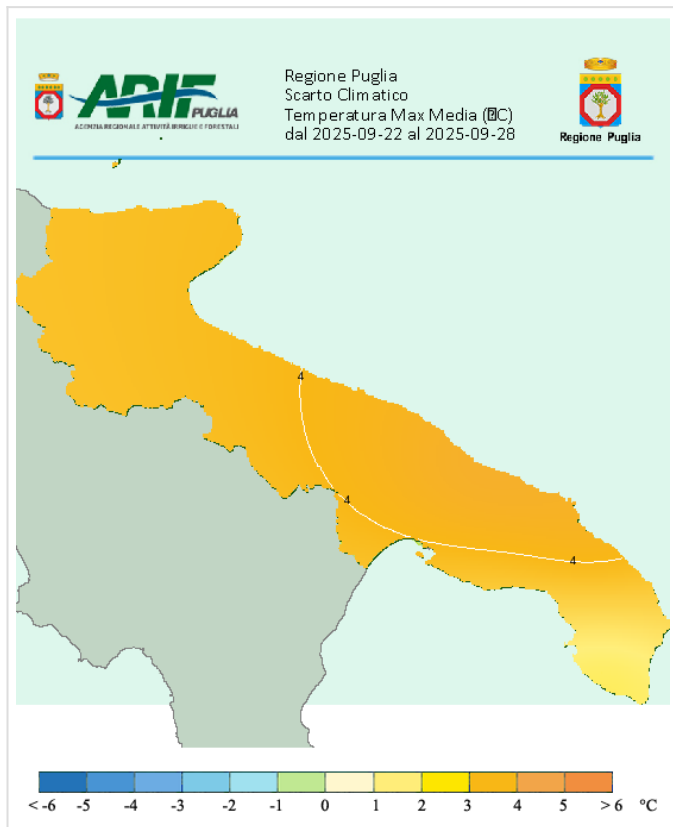 ARIF
PUGLIA
AGENZIA REGIONALE ATTIVITÀ IRRIGUE E FORESTALI
Regione Puglia
Scarto Climatico
Temperatura Max Media (�C)
dal 2025-09-22 al 2025-09-28
Regione Puglia
4
4
4
< -6 -5 -4 -3 -2 -1 0 1 2 3 4 5 > 6 °C